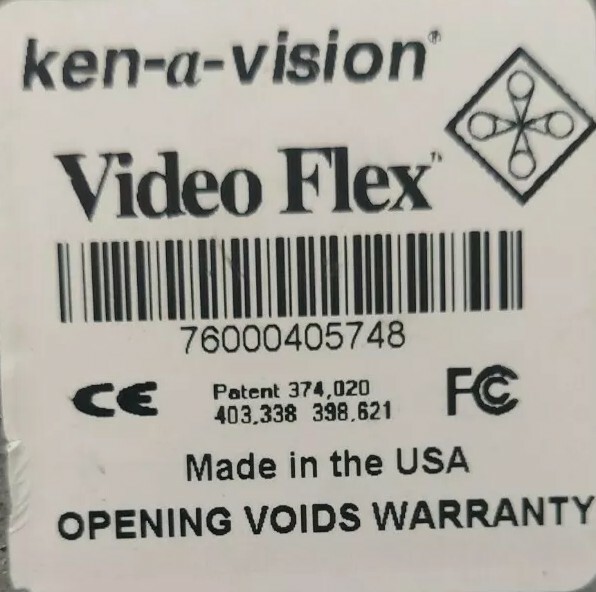 ken-a-vision®
Video Flex™
76000405748
CE
Patent 374,020
403,338 398,621
FC
Made in the USA
OPENING VOIDS WARRANTY